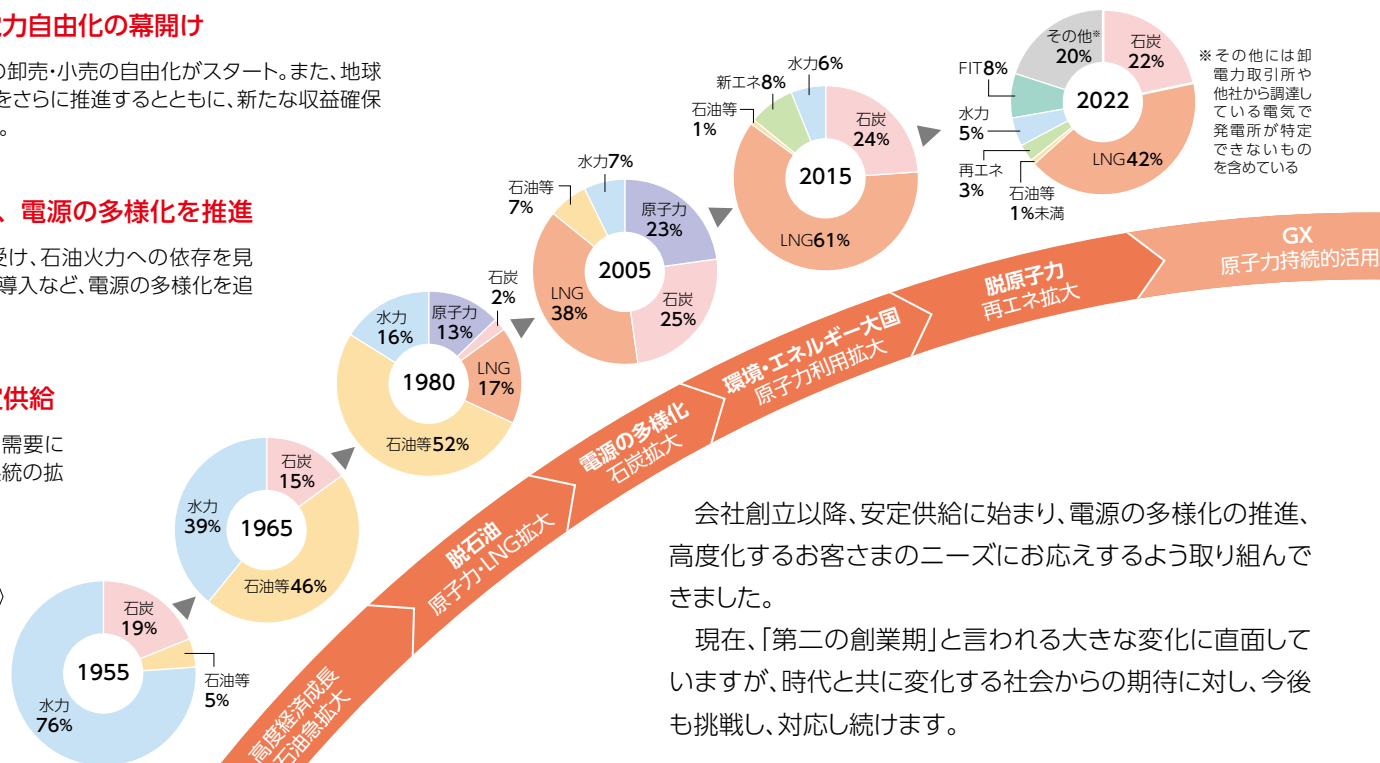 力自由化の幕開け
の卸売・小売の自由化がスタート。また、地球
をさらに推進するとともに、新たな収益確保
。
、電源の多様化を推進
受け、石油火力への依存を見
導入など、電源の多様化を追
供給
需要に
統の拡
〉
1955
石炭
19%
石油等
5%
水力
76%
1965
石炭
15%
石油等46%
水力
39%
1980
原子力
13%
石炭
2%
LNG
17%
石油等52%
水力
16%
2005
原子力
23%
石炭
25%
LNG
38%
石油等
7%
水力7%
2015
石炭
24%
LNG61%
石油等
1%
新エネ8%
水力6%
2022
石炭
22%
LNG42%
石油等
1%未満
再エネ
3%
水力
5%
FIT8%
その他※
20%
※その他には卸
電力取引所や
他社から調達し
ている電気で
発電所が特定
できないもの
を含めている
高度経済成長
石油急拡大
脱石油
原子力・LNG拡大
電源の多様化
石炭拡大
環境・エネルギー大国
原子力利用拡大
脱原子力
再エネ拡大
GX
原子力持続的活用
会社創立以降、安定供給に始まり、電源の多様化の推進、
高度化するお客さまのニーズにお応えするよう取り組んで
きました。
現在、「第二の創業期」と言われる大きな変化に直面して
いますが、時代と共に変化する社会からの期待に対し、今後
も挑戦し、対応し続けます。